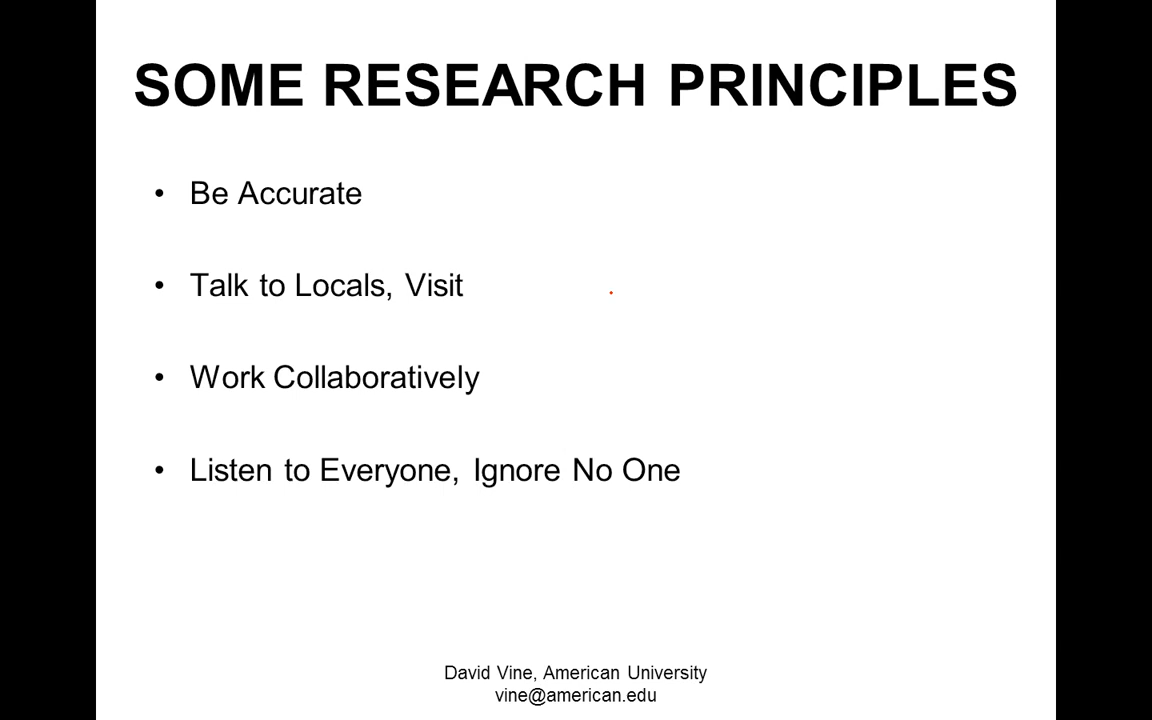 SOME RESEARCH PRINCIPLES
• Be Accurate
• Talk to Locals, Visit
• Work Collaboratively
• Listen to Everyone, Ignore No One
David Vine, American University
vine@american.edu